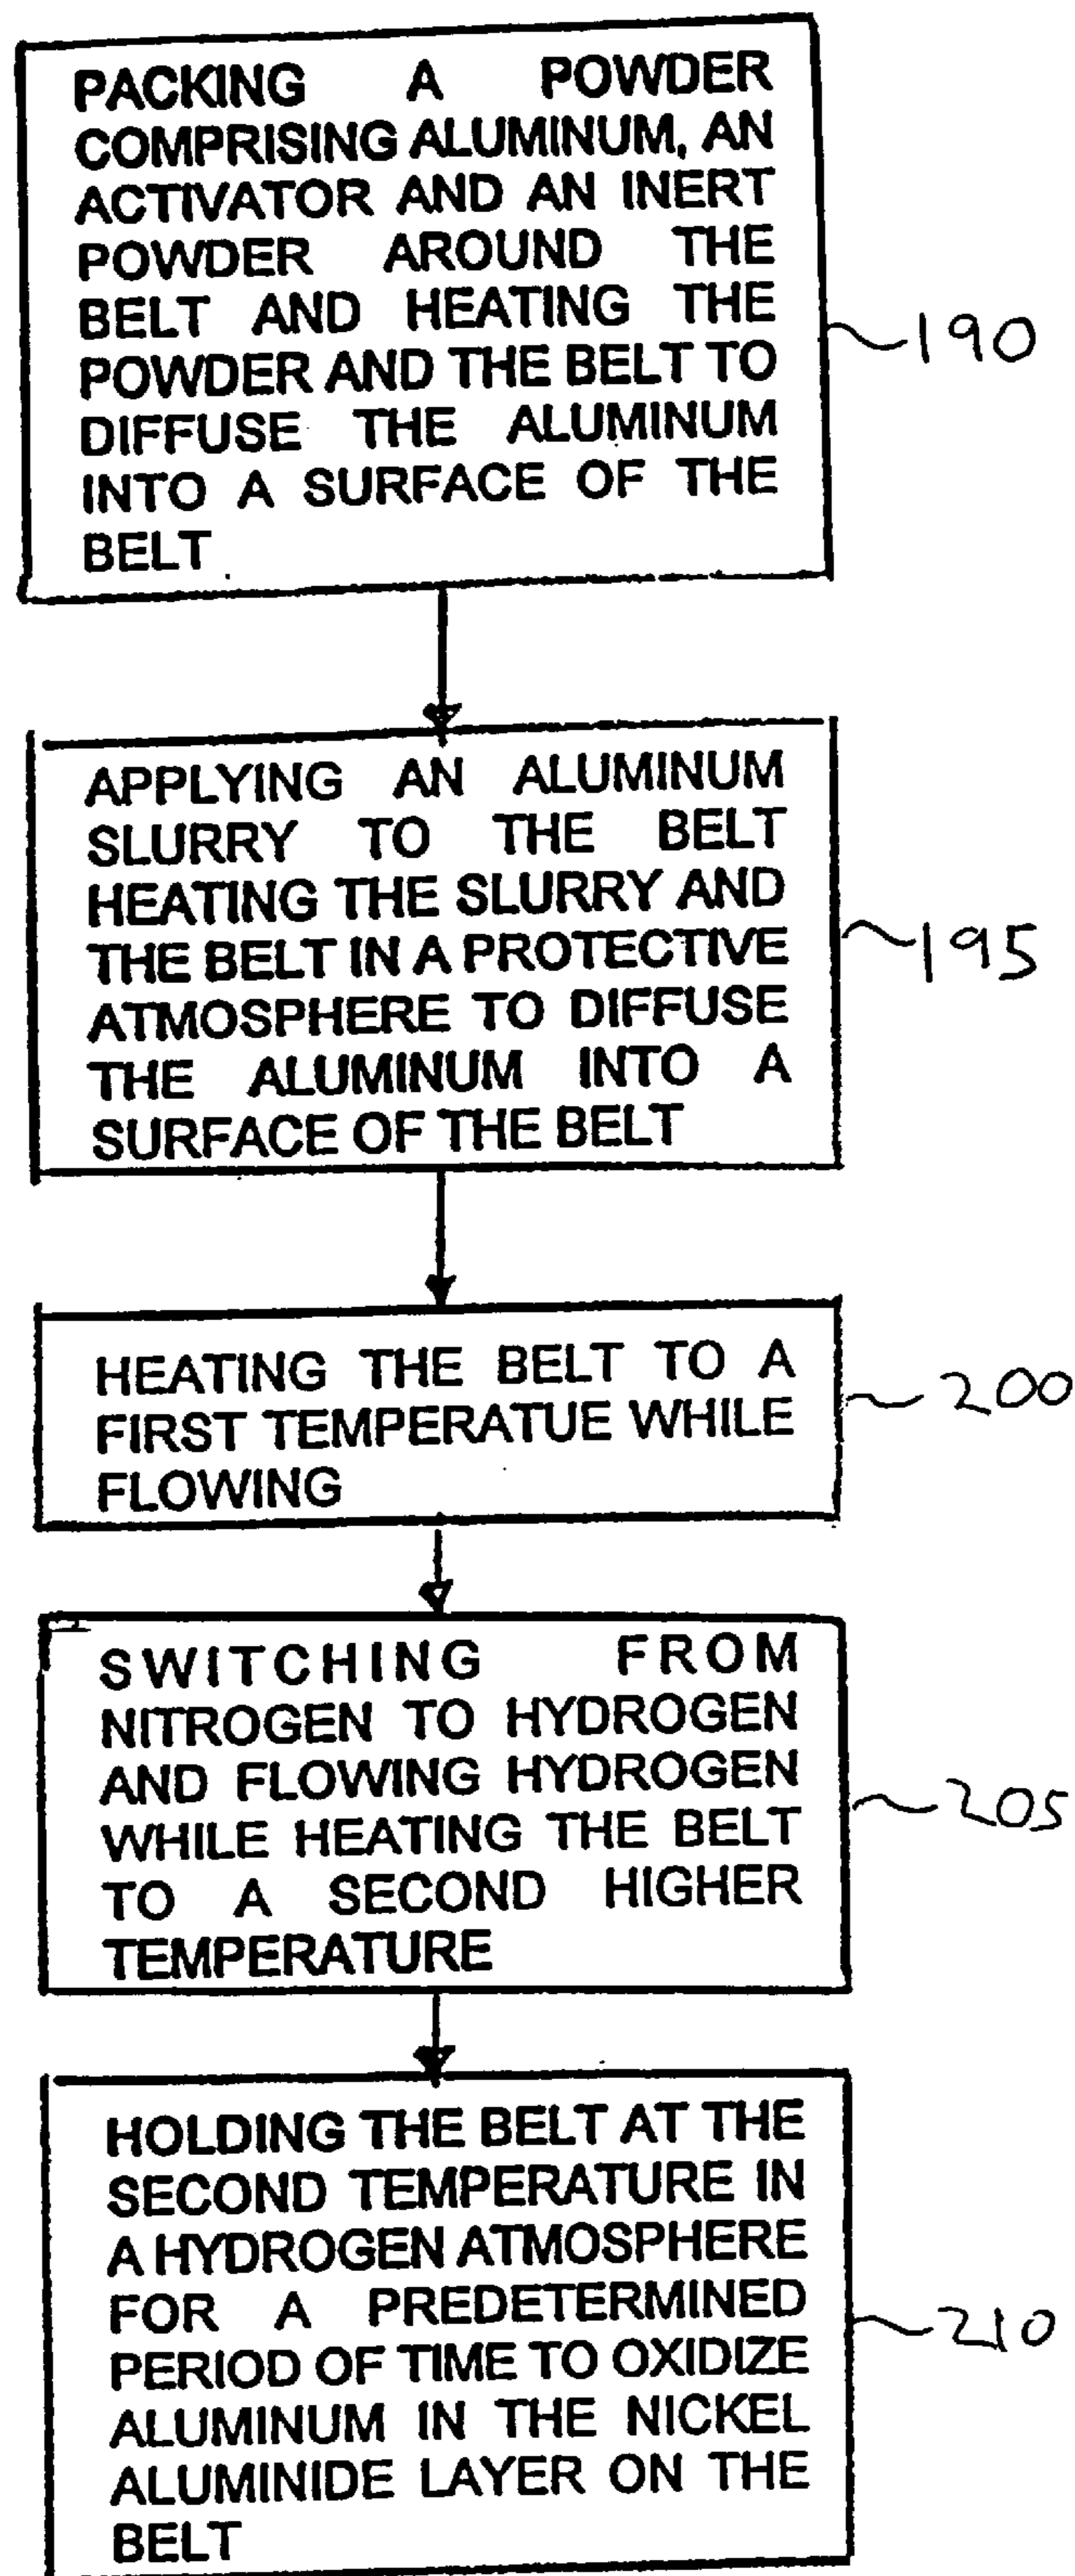 PACKING A POWDER
COMPRISING ALUMINUM, AN
ACTIVATOR AND AN INERT
POWDER AROUND THE
BELT AND HEATING THE
POWDER AND THE BELT TO
DIFFUSE THE ALUMINUM
INTO A SURFACE OF THE
BELT
190
APPLYING AN ALUMINUM
SLURRY TO THE BELT
HEATING THE SLURRY AND
THE BELT IN A PROTECTIVE
ATMOSPHERE TO DIFFUSE
THE ALUMINUM INTO A
SURFACE OF THE BELT
195
HEATING THE BELT TO A
FIRST TEMPERATUE WHILE
FLOWING
200
SWITCHING FROM
NITROGEN TO HYDROGEN
AND FLOWING HYDROGEN
WHILE HEATING THE BELT
TO A SECOND HIGHER
TEMPERATURE
205
HOLDING THE BELT AT THE
SECOND TEMPERATURE IN
A HYDROGEN ATMOSPHERE
FOR A PREDETERMINED
PERIOD OF TIME TO OXIDIZE
ALUMINUM IN THE NICKEL
ALUMINIDE LAYER ON THE
BELT
210